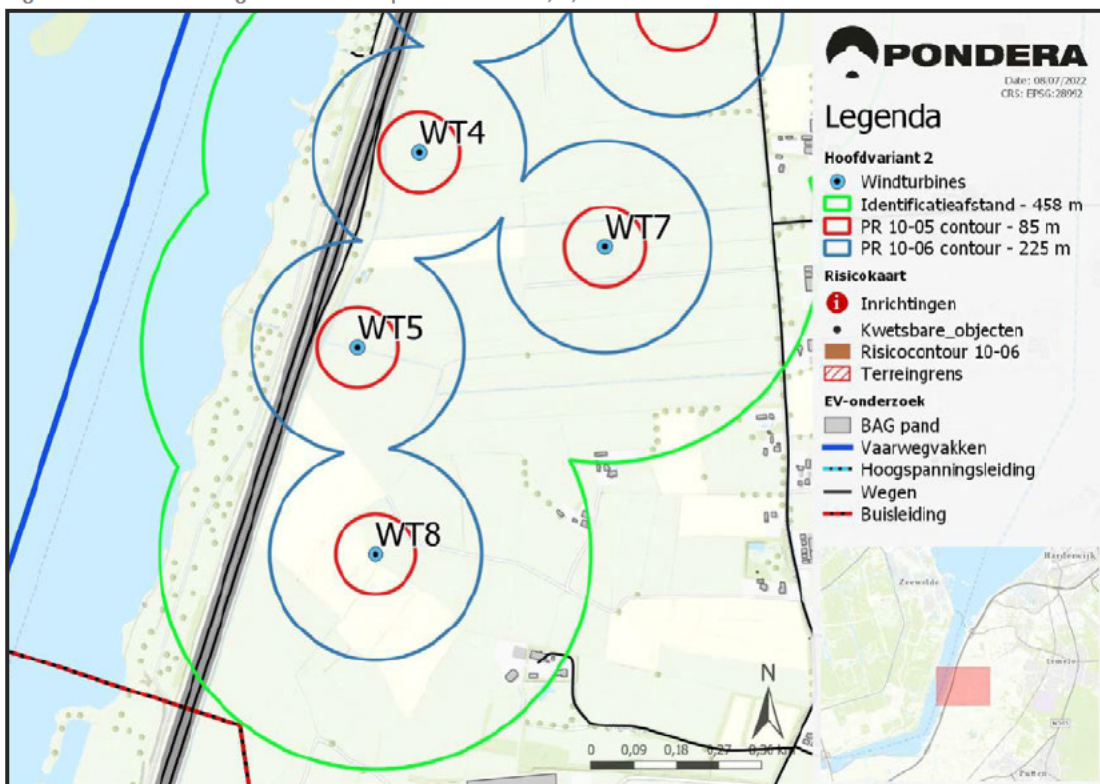 PONDERA
Date: 08/07/2022
CRS: EPSG:28992
Legenda
Hoofdvariant 2
Windturbines
Identificatieafstand - 458 m
PR 10-05 contour - 85 m
PR 10-06 contour - 225 m
Risicokaart
Inrichtingen
Kwetsbare_objecten
Risicocontour 10-06
Terreingrens
EV-onderzoek
BAG pand
Vaarwegvakken
Hoogspanningsleiding
Wegen
Buisleiding
WT4
WT7
WT5
WT8
N
0 0,09 0,18 0,27 0,36 km
Harderwijk
Zeewolde
Ermelo
Putten